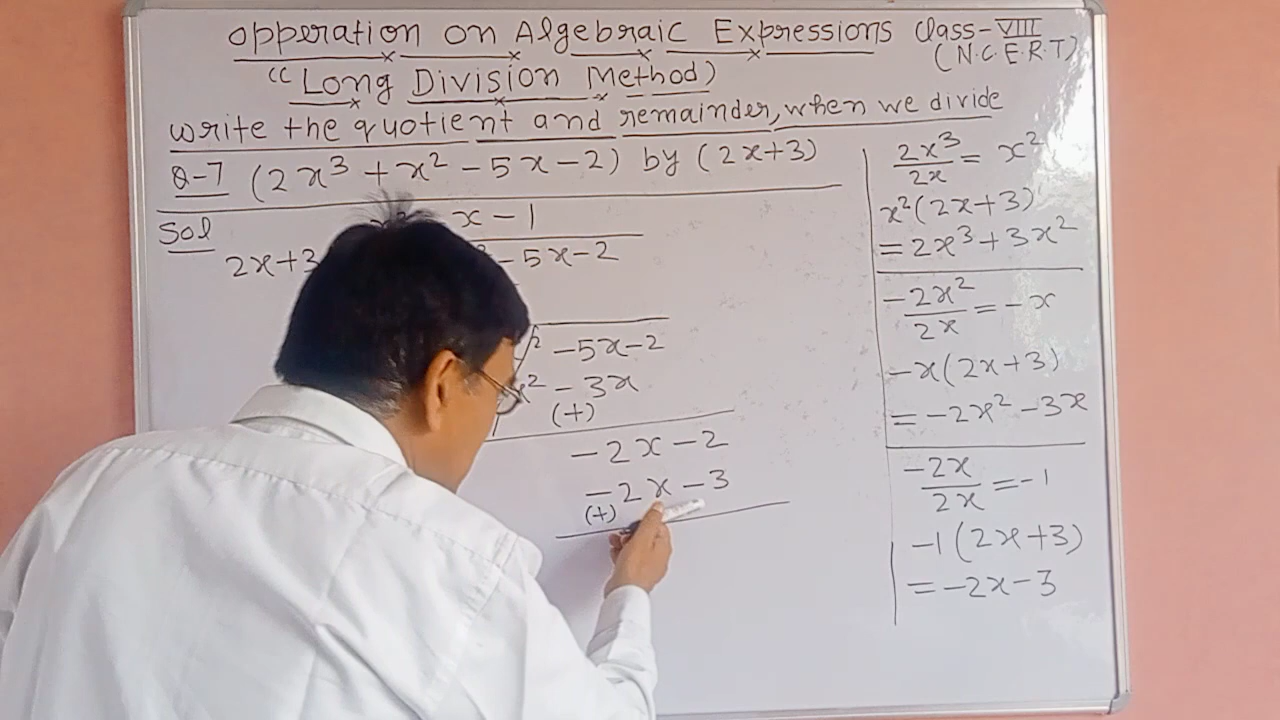 Opperation on Algebraic Expressions Class-VIII
(N.C.E.R.T)
"Long Division Method)
write the quotient and remainder, when we divide
Q-7 (2x³ + x² - 5x - 2) by (2x+3)
Sol
x - 1
2x+3 - 5x - 2
² - 5x - 2
x² - 3x
(+)
- 2x - 2
- 2x - 3
(+)
2x³/2x = x²
x²(2x+3)
= 2x³ + 3x²
-2x²/2x = -x
-x(2x+3)
= -2x² - 3x
-2x/2x = -1
-1(2x+3)
= -2x - 3